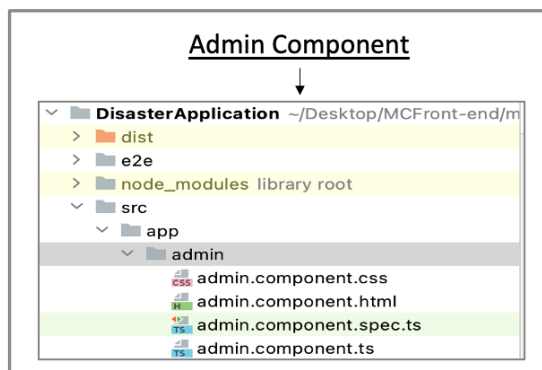 Admin Component
DisasterApplication ~/Desktop/MCFront-end/m
dist
e2e
node_modules library root
src
app
admin
CSS admin.component.css
H admin.component.html
TS admin.component.spec.ts
TS admin.component.ts